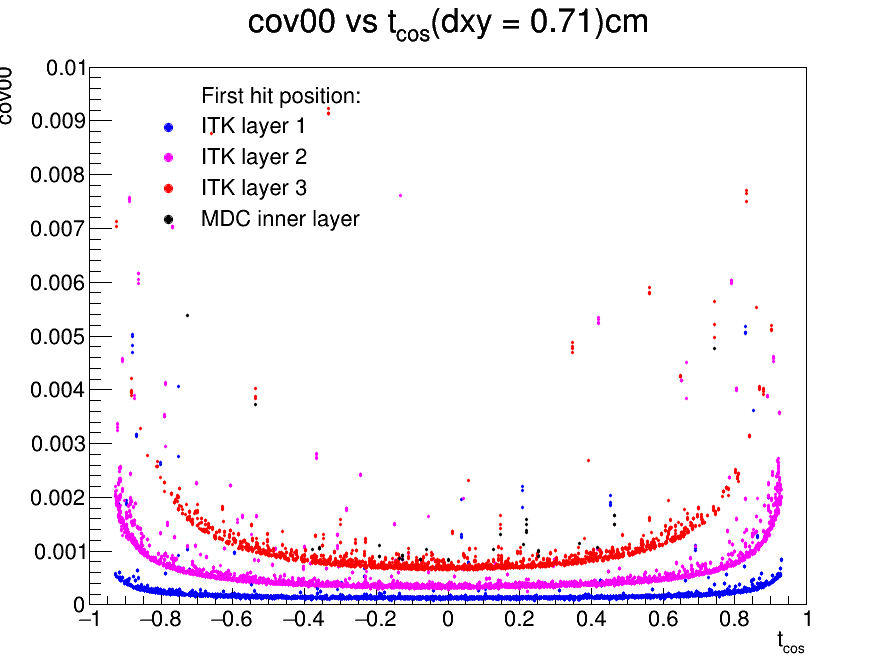 cov00 vs t_cos(dxy = 0.71)cm
cov00
0.01
0.009
0.008
0.007
0.006
0.005
0.004
0.003
0.002
0.001
0
First hit position:
ITK layer 1
ITK layer 2
ITK layer 3
MDC inner layer
−1 −0.8 −0.6 −0.4 −0.2 0 0.2 0.4 0.6 0.8 1
t_cos